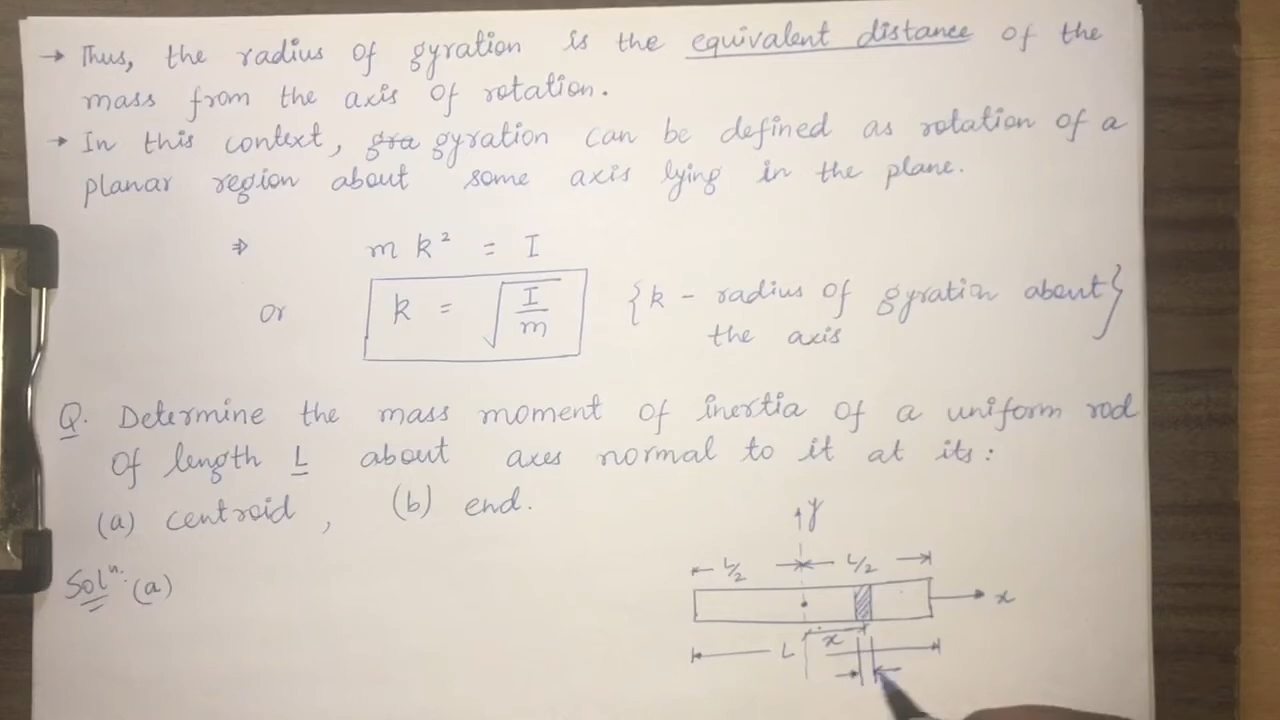 → Thus, the radius of gyration is the equivalent distance of the
mass from the axis of rotation.
→ In this context, gra gyration can be defined as rotation of a
planar region about some axis lying in the plane.
⇒ m k² = I
or k = √(I/m) {k - radius of gyration about
the axis}
Q. Determine the mass moment of inertia of a uniform rod
of length L about axes normal to it at its:
(a) centroid, (b) end.
Solⁿ: (a)
y
L/2 L/2
x
x
L